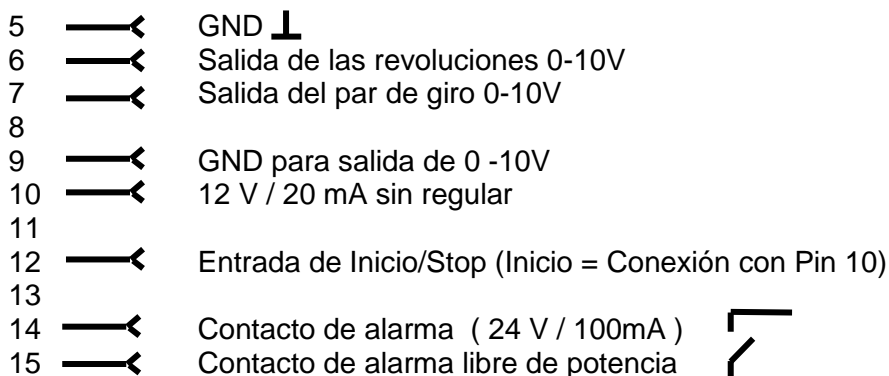 5 GND
6 Salida de las revoluciones 0-10V
7 Salida del par de giro 0-10V
8
9 GND para salida de 0 -10V
10 12 V / 20 mA sin regular
11
12 Entrada de Inicio/Stop (Inicio = Conexión con Pin 10)
13
14 Contacto de alarma ( 24 V / 100mA )
15 Contacto de alarma libre de potencia